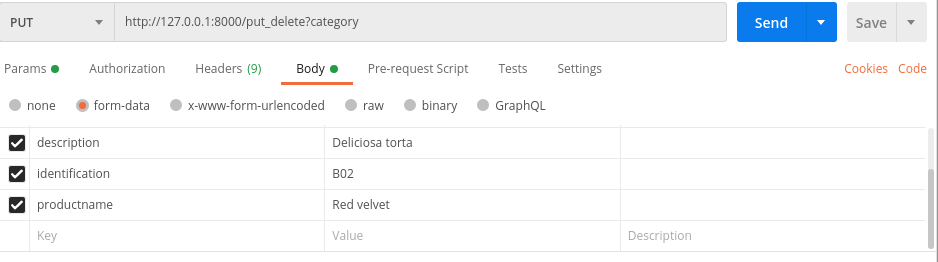 PUT http://127.0.0.1:8000/put_delete?category Send Save
Params Authorization Headers (9) Body Pre-request Script Tests Settings Cookies Code
none form-data x-www-form-urlencoded raw binary GraphQL
description Deliciosa torta
identification B02
productname Red velvet
Key Value Description